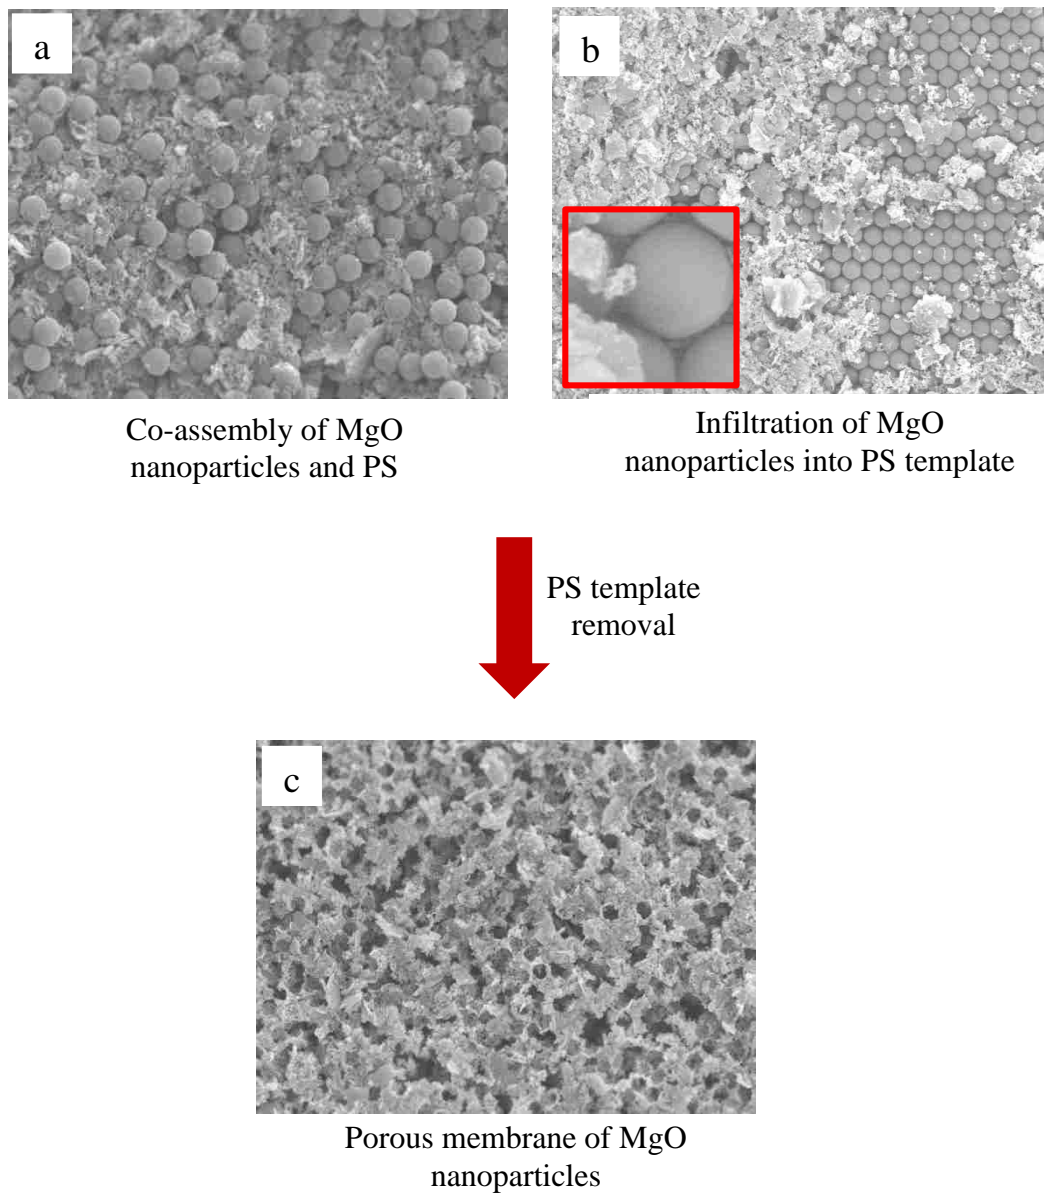 a
b
Co-assembly of MgO
nanoparticles and PS
Infiltration of MgO
nanoparticles into PS template
PS template
removal
c
Porous membrane of MgO
nanoparticles